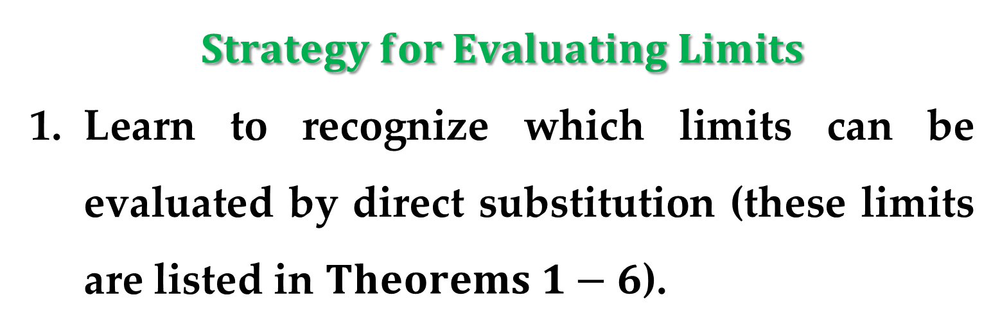 Strategy for Evaluating Limits
1. Learn to recognize which limits can be
evaluated by direct substitution (these limits
are listed in Theorems 1 – 6).